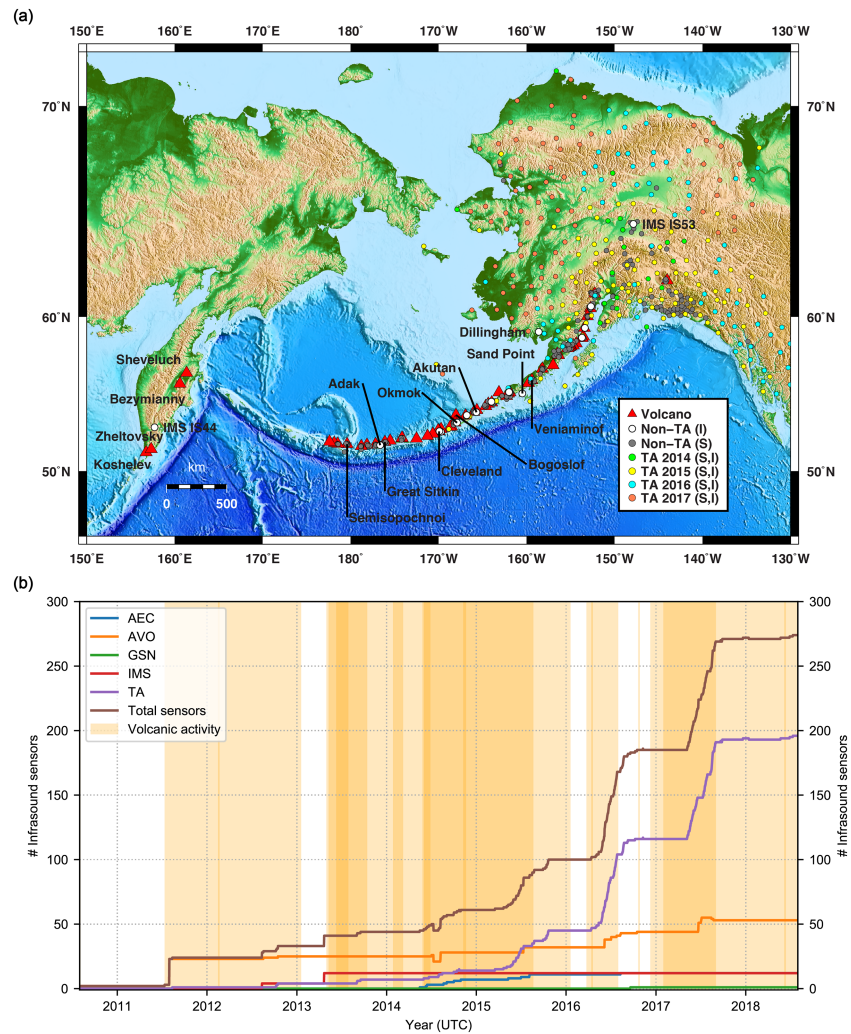 (a)
150˚E 160˚E 170˚E 180˚ 170˚W 160˚W 150˚W 140˚W 130˚W
70˚N 70˚N
IMS IS53
60˚N 60˚N
Dillingham
Sand Point
Sheveluch
Akutan
Adak
Okmok
Bezymianny
Volcano
IMS IS44
Veniaminof
Non−TA (I)
Zheltovsky
Non−TA (S)
Koshelev
TA 2014 (S,I)
Bogoslof
km
Cleveland
50˚N 50˚N
TA 2015 (S,I)
TA 2016 (S,I)
Great Sitkin
0 500
TA 2017 (S,I)
Semisopochnoi
150˚E 160˚E 170˚E 180˚ 170˚W 160˚W 150˚W 140˚W 130˚W
(b)
300 300
AEC
AVO
GSN
IMS
TA
Total sensors
Volcanic activity
250 250
200 200
150 150
100 100
50 50
0 0
# Infrasound sensors
# Infrasound sensors
2011 2012 2013 2014 2015 2016 2017 2018
Year (UTC)